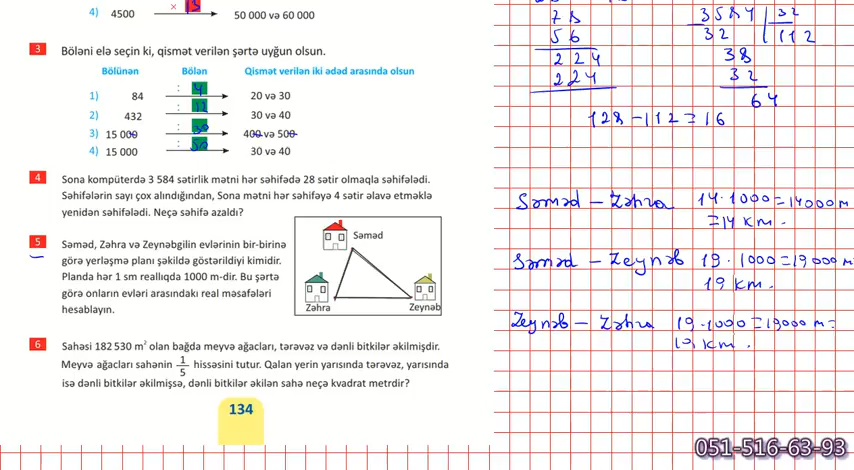 4) 4500 × 13 50 000 və 60 000
3 Böləni elə seçin ki, qismət verilən şərtə uyğun olsun.
Bölünən Bölən Qismət verilən iki ədəd arasında olsun
1) 84 : 4 20 və 30
2) 432 : 12 30 və 40
3) 15 000 : 30 400 və 500
4) 15 000 : 50 30 və 40
4 Sona kompüterdə 3 584 sətirlik mətni hər səhifədə 28 sətir olmaqla səhifələdi.
Səhifələrin sayı çox alındığından, Sona mətni hər səhifəyə 4 sətir əlavə etməklə
yenidən səhifələdi. Neçə səhifə azaldı?
5 Səməd, Zəhra və Zeynəbgilin evlərinin bir-birinə
görə yerləşmə planı şəkildə göstərildiyi kimidir.
Planda hər 1 sm reallıqda 1000 m-dir. Bu şərtə
görə onların evləri arasındakı real məsafələri
hesablayın.
Səməd
Zəhra
Zeynəb
6 Sahəsi 182 530 m² olan bağda meyvə ağacları, tərəvəz və dənli bitkilər əkilmişdir.
Meyvə ağacları sahənin 1/5 hissəsini tutur. Qalan yerin yarısında tərəvəz, yarısında
isə dənli bitkilər əkilmişsə, dənli bitkilər əkilən sahə neçə kvadrat metrdir?
134
78
56
224
224
3584 32
32 112
38
32
64
128 - 112 = 16
Səməd - Zəhra 14 · 1000 = 14000 m
= 14 km.
Səməd - Zeynəb 19 · 1000 = 19000 m
19 km.
Zeynəb - Zəhra 19 · 1000 = 19000 m =
km.
051-516-63-93